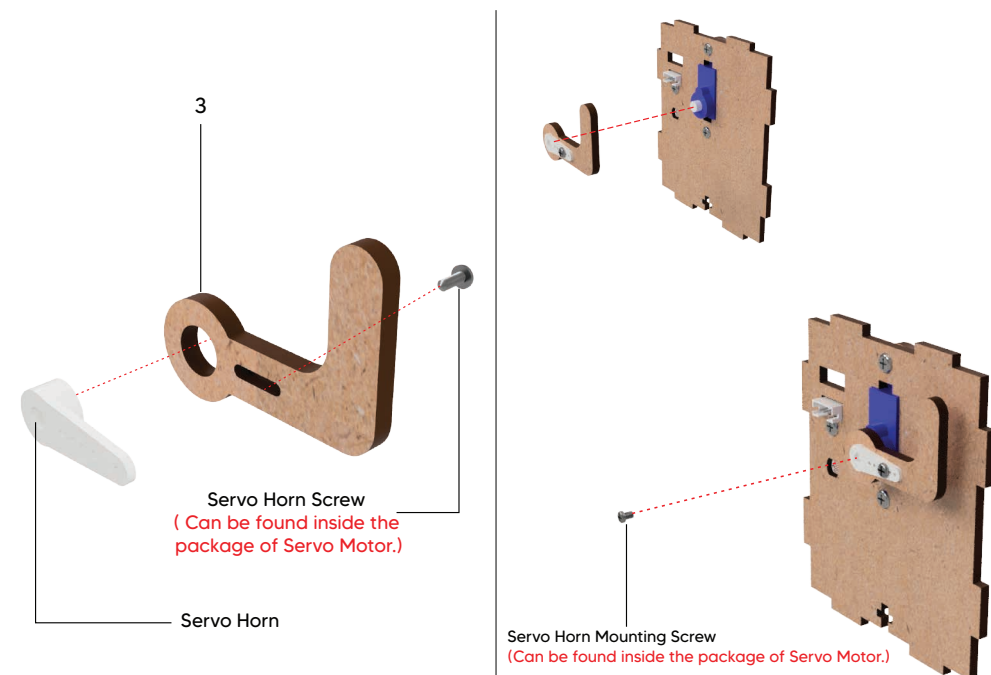 3
Servo Horn Screw
( Can be found inside the
package of Servo Motor.)
Servo Horn
Servo Horn Mounting Screw
(Can be found inside the package of Servo Motor.)